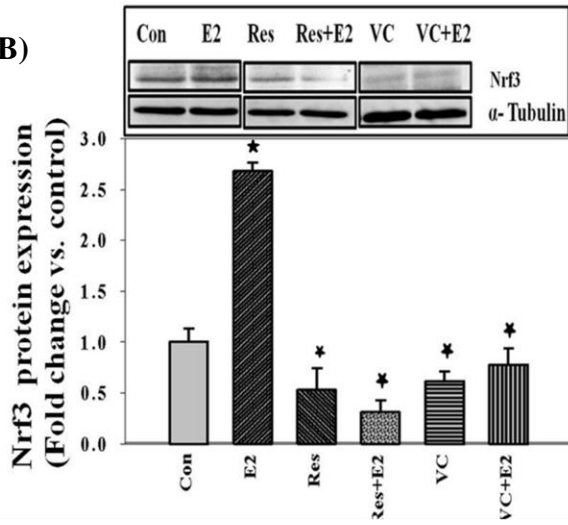 B)
Con E2 Res Res+E2 VC VC+E2
Nrf3
α- Tubulin
Nrf3 protein expression
(Fold change vs. control)
3.0
2.5
2.0
1.5
1.0
0.5
0.0
Con
E2
Res
Res+E2
VC
VC+E2